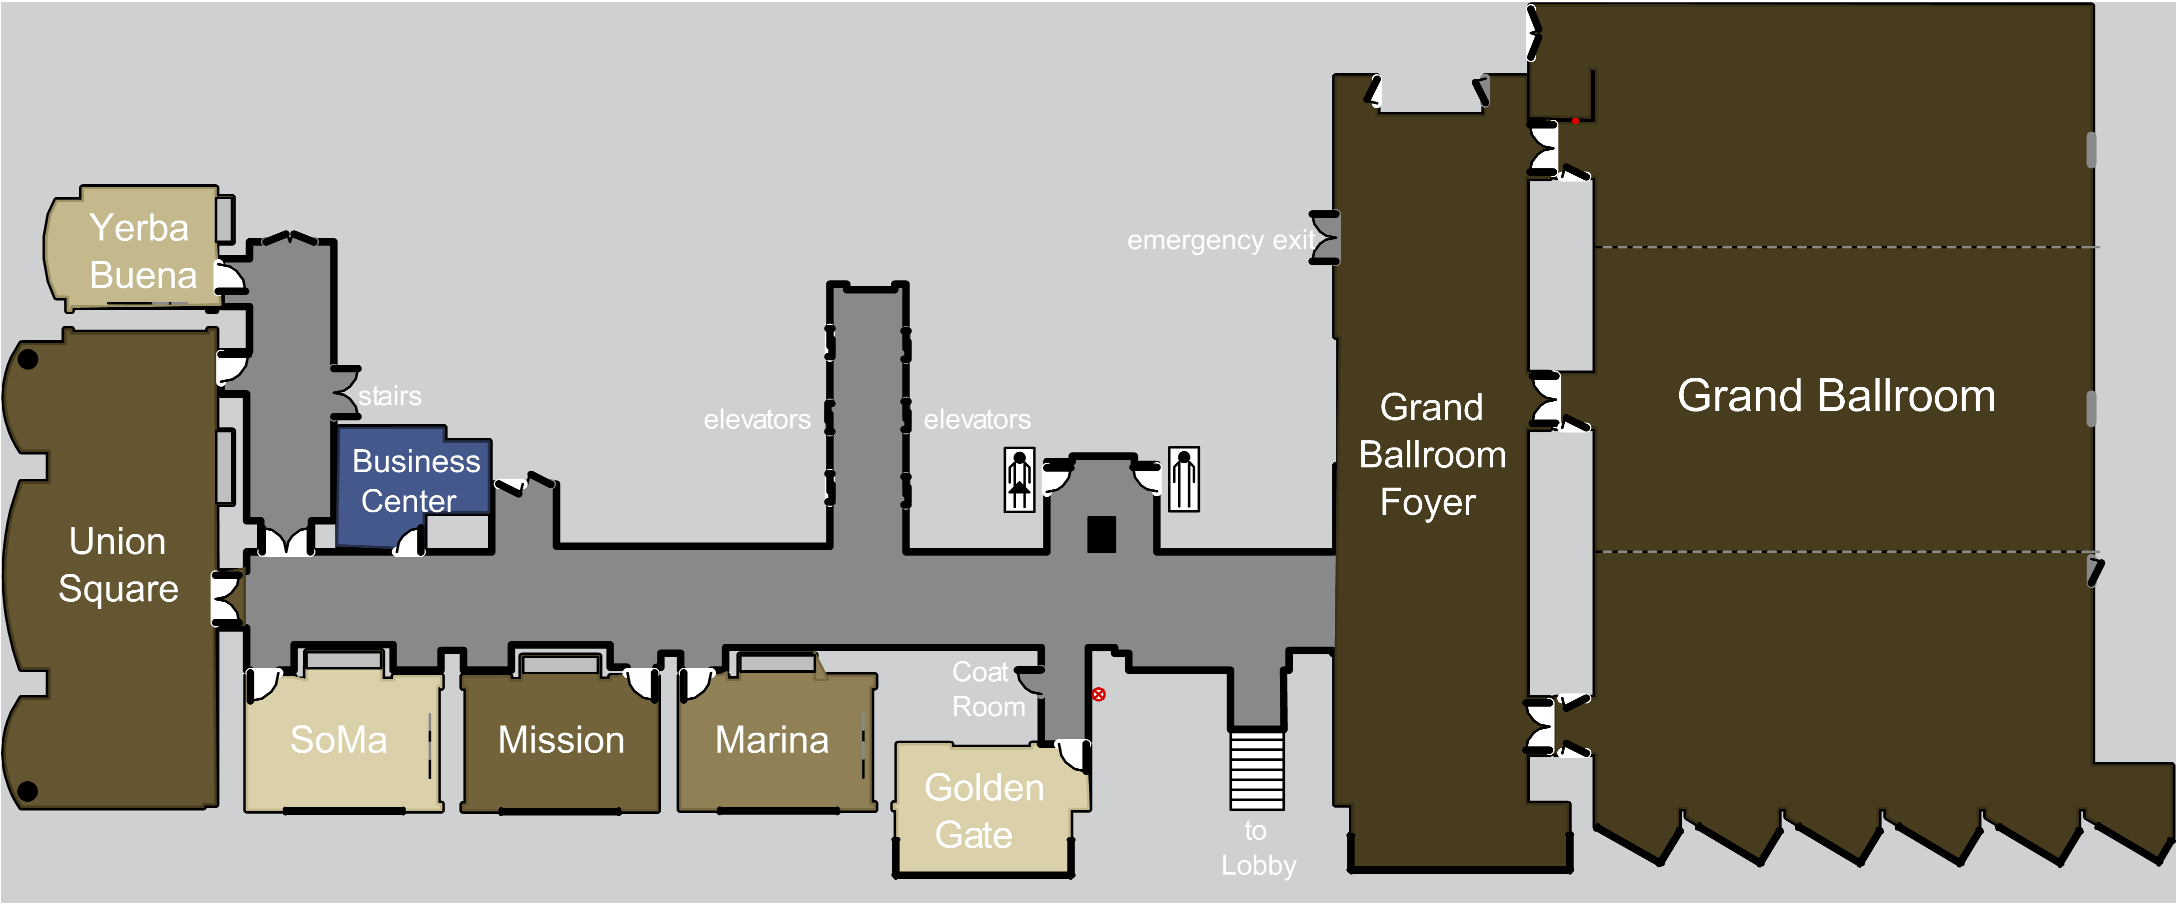 Yerba
Buena
emergency exit
stairs
elevators
elevators
Grand Ballroom
Grand
Ballroom
Foyer
Business
Center
Union
Square
Coat
Room
SoMa
Mission
Marina
Golden
Gate
to
Lobby